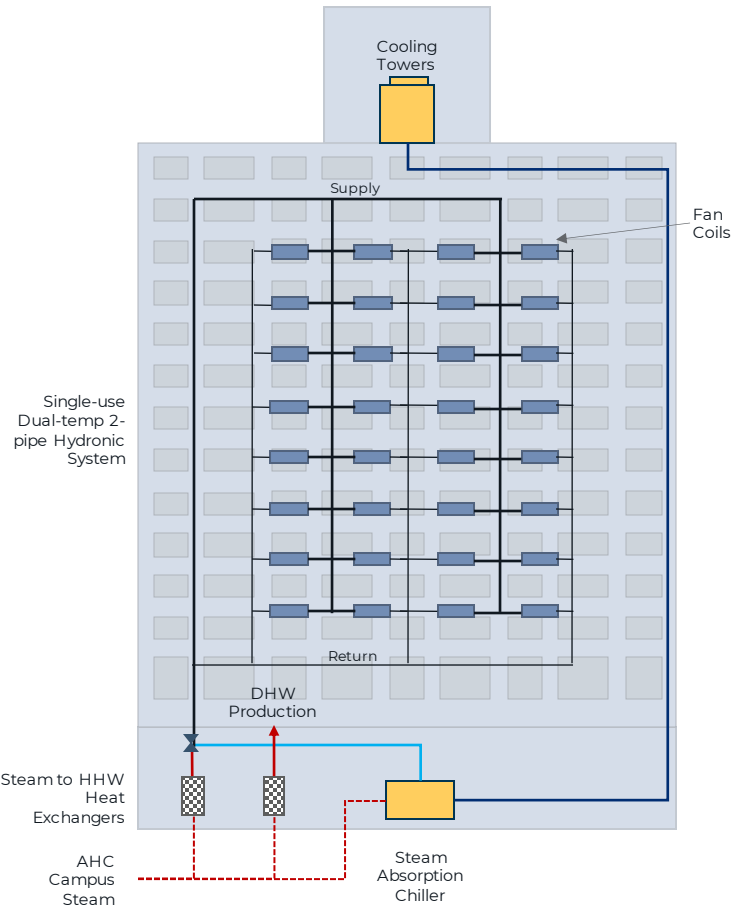 Cooling
Towers
Supply
Fan
Coils
Single-use
Dual-temp 2-
pipe Hydronic
System
Return
DHW
Production
Steam to HHW
Heat
Exchangers
AHC
Campus
Steam
Steam
Absorption
Chiller